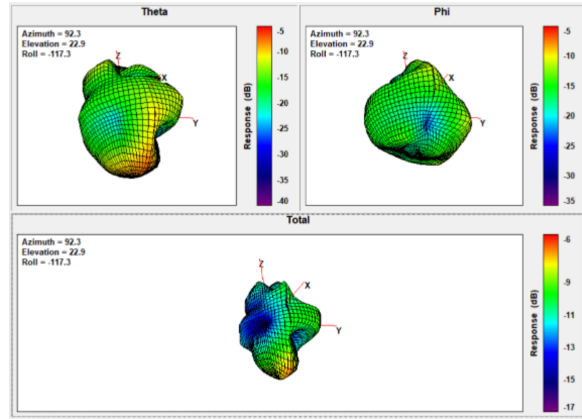 Theta
Azimuth = 92.3
Elevation = 22.9
Roll = -117.3
Z
X
Y
-5
-10
-15
-20
-25
-30
-35
-40
Response (dB)
Phi
Azimuth = 92.3
Elevation = 22.9
Roll = -117.3
Z
X
Y
-5
-10
-15
-20
-25
-30
-35
Response (dB)
Total
Azimuth = 92.3
Elevation = 22.9
Roll = -117.3
Z
X
Y
-6
-9
-11
-13
-15
-17
Response (dB)